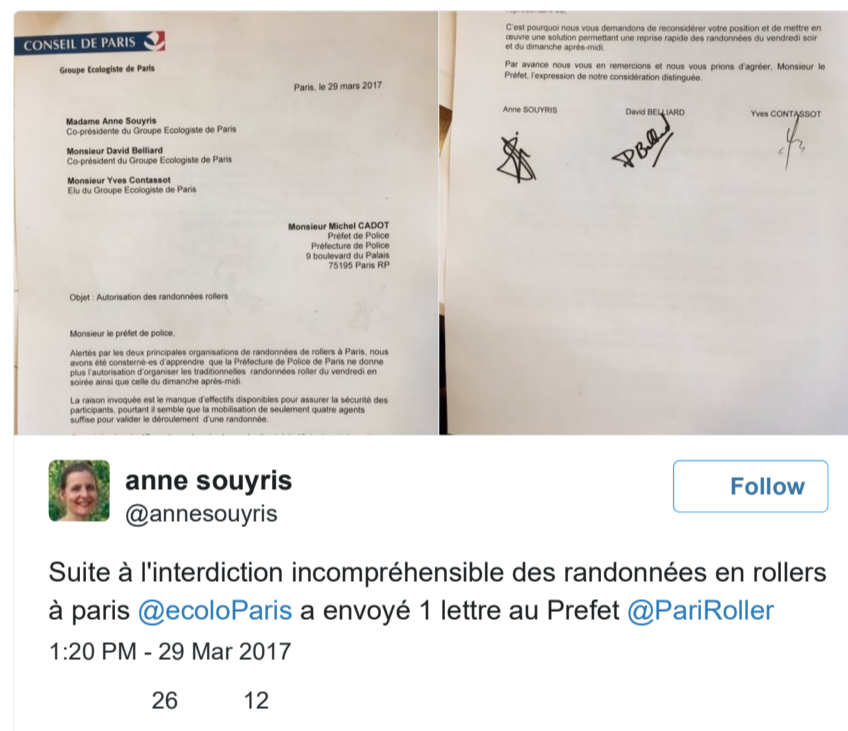 CONSEIL DE PARIS
Groupe Ecologiste de Paris
Paris, le 29 mars 2017
Madame Anne Souyris
Co-présidente du Groupe Ecologiste de Paris
Monsieur David Belliard
Co-président du Groupe Ecologiste de Paris
Monsieur Yves Contassot
Elu du Groupe Ecologiste de Paris
Monsieur Michel CADOT
Préfet de Police
Préfecture de Police
9 boulevard du Palais
75195 Paris RP
Objet : Autorisation des randonnées rollers
Monsieur le préfet de police,
Alertés par les deux principales organisations de randonnées de rollers à Paris, nous
avons été consterné-es d'apprendre que la Préfecture de Police de Paris ne donne
plus l'autorisation d'organiser les traditionnelles randonnées roller du vendredi en
soirée ainsi que celle du dimanche après-midi.
La raison invoquée est le manque d'effectifs disponibles pour assurer la sécurité des
participants, pourtant il semble que la mobilisation de seulement quatre agents
suffise pour valider le déroulement d'une randonnée.
C'est pourquoi nous vous demandons de reconsidérer votre position et de mettre en
œuvre une solution permettant une reprise rapide des randonnées du vendredi soir
et du dimanche après-midi.
Par avance nous vous en remercions et nous vous prions d'agréer, Monsieur le
Préfet, l'expression de notre considération distinguée.
Anne SOUYRIS David BELLIARD Yves CONTASSOT
DBelliard
anne souyris
@annesouyris
Follow
Suite à l'interdiction incompréhensible des randonnées en rollers
à paris @ecoloParis a envoyé 1 lettre au Prefet @PariRoller
1:20 PM - 29 Mar 2017
26 12